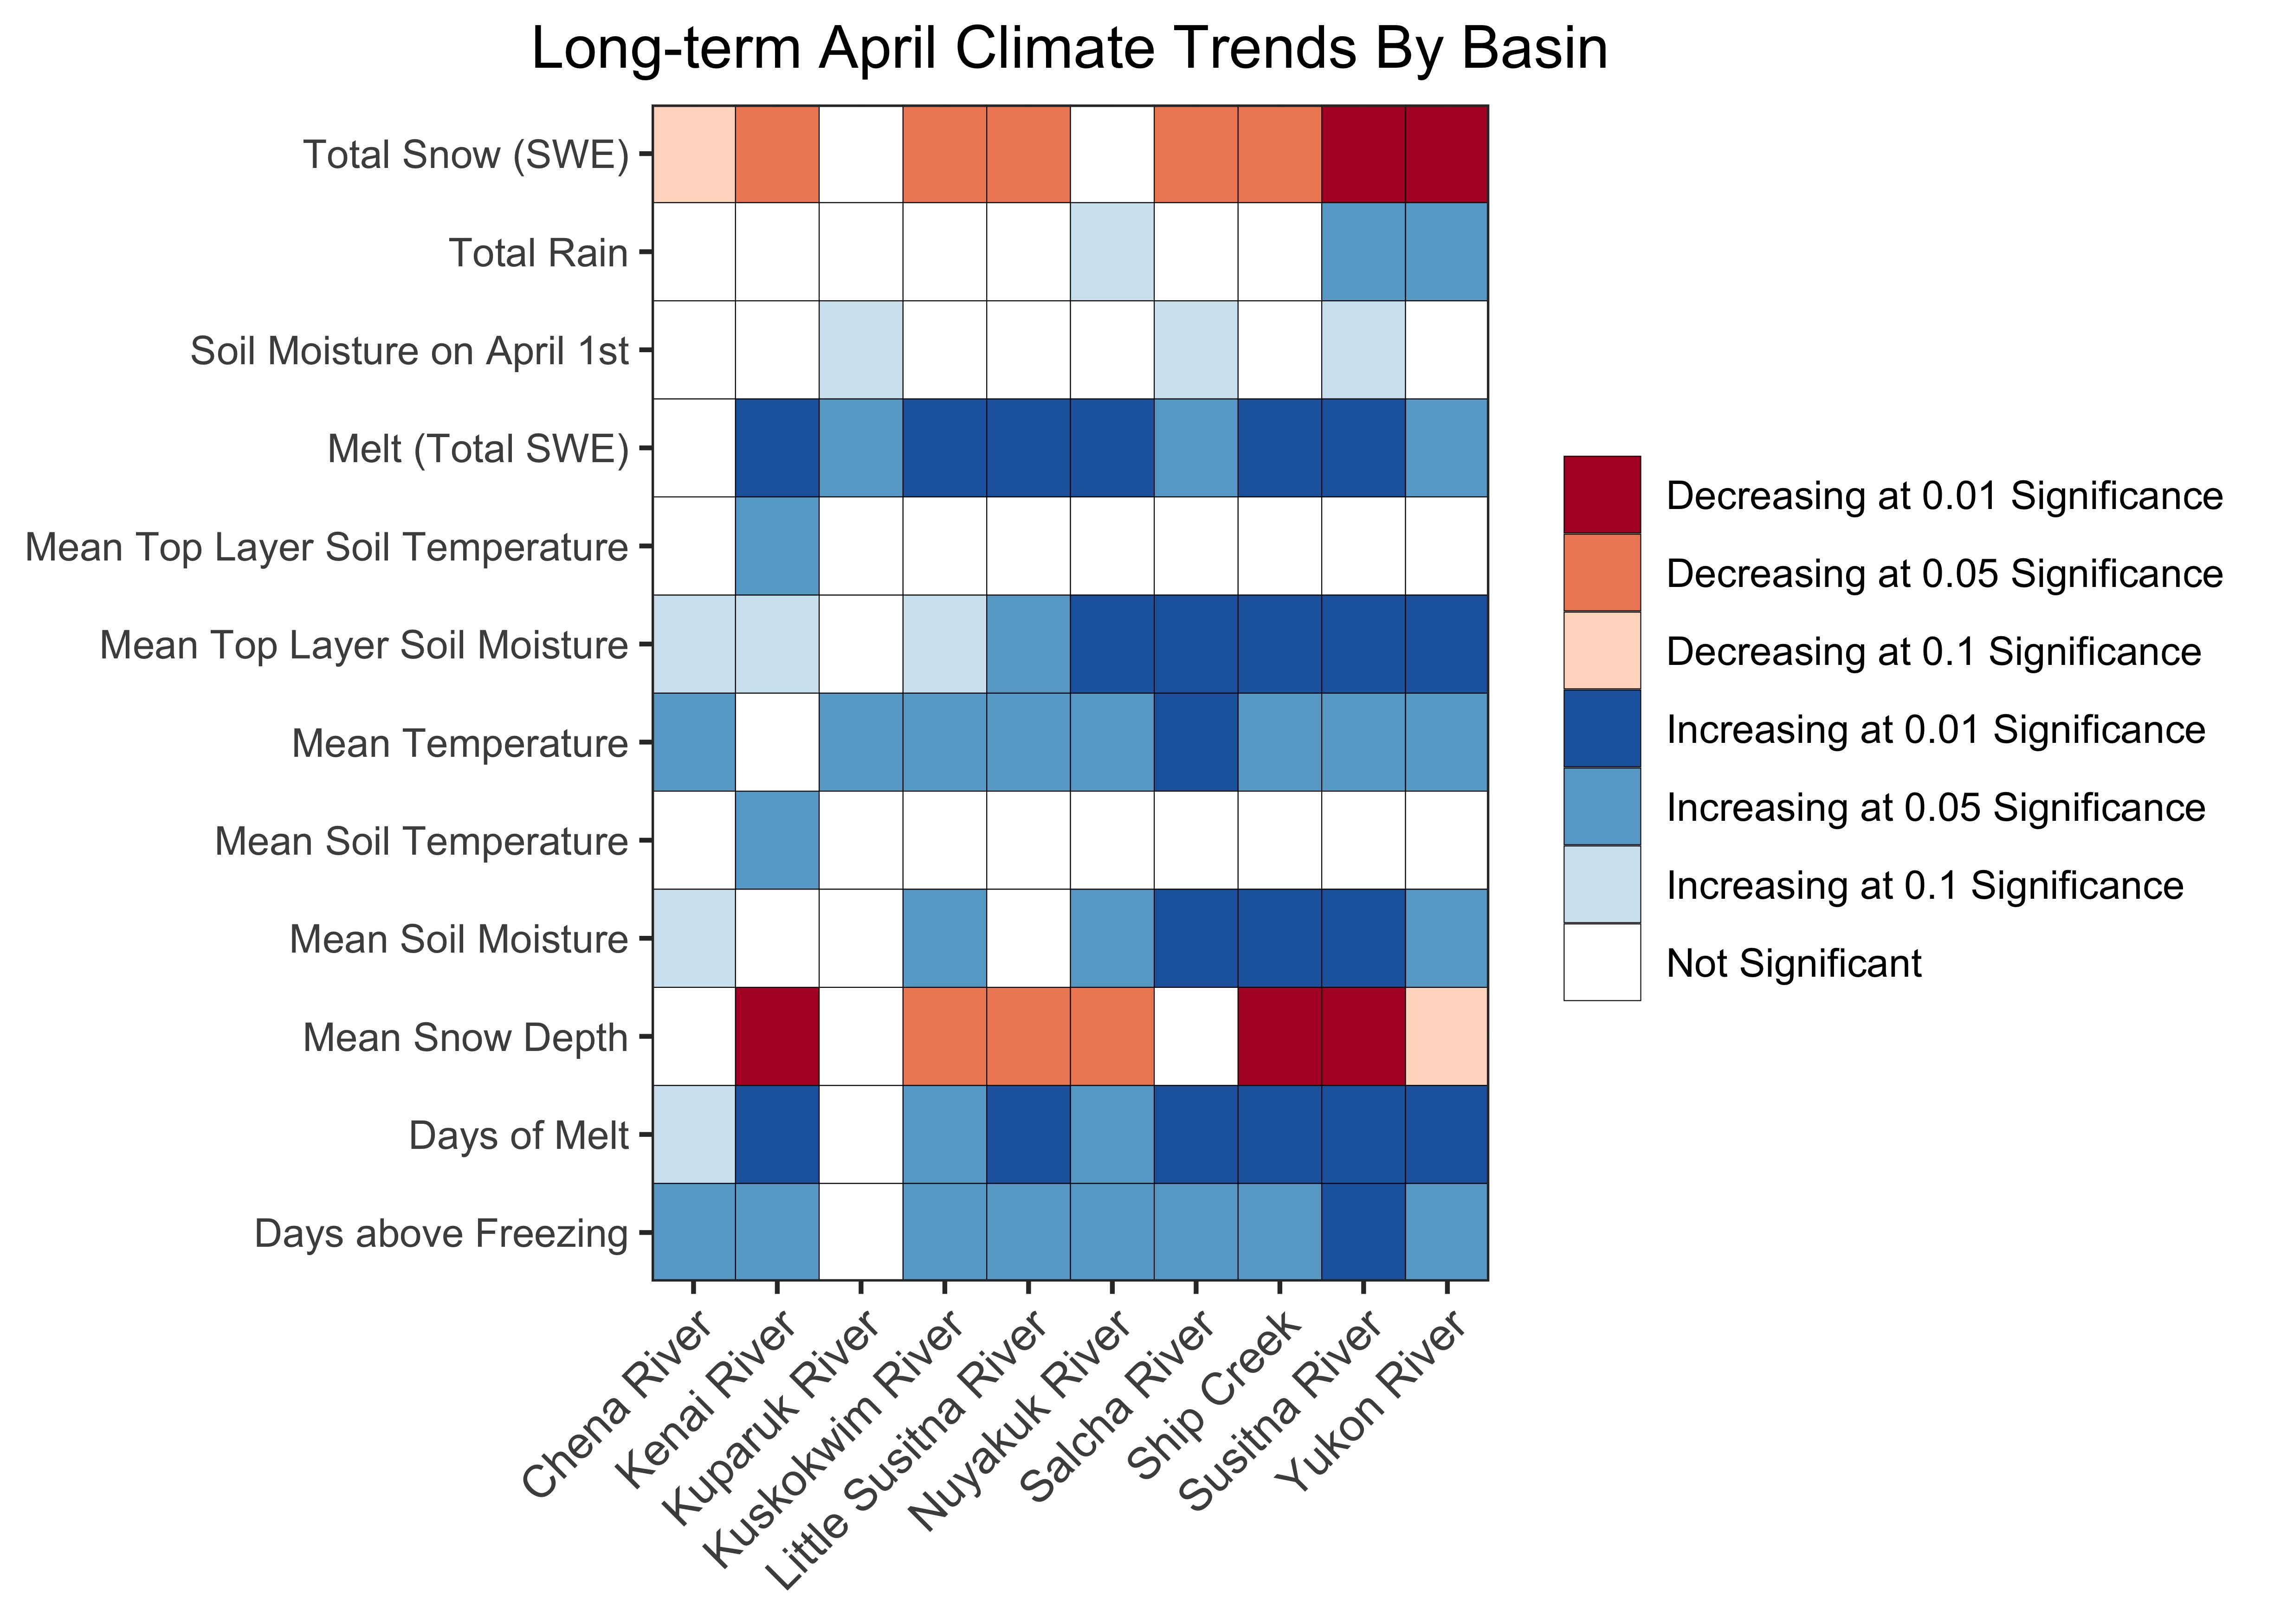 Long-term April Climate Trends By Basin
Total Snow (SWE)
Total Rain
Soil Moisture on April 1st
Melt (Total SWE)
Mean Top Layer Soil Temperature
Mean Top Layer Soil Moisture
Mean Temperature
Mean Soil Temperature
Mean Soil Moisture
Mean Snow Depth
Days of Melt
Days above Freezing
Chena River
Kenai River
Kuparuk River
Kuskokwim River
Little Susitna River
Nuyakuk River
Salcha River
Ship Creek
Susitna River
Yukon River
Decreasing at 0.01 Significance
Decreasing at 0.05 Significance
Decreasing at 0.1 Significance
Increasing at 0.01 Significance
Increasing at 0.05 Significance
Increasing at 0.1 Significance
Not Significant